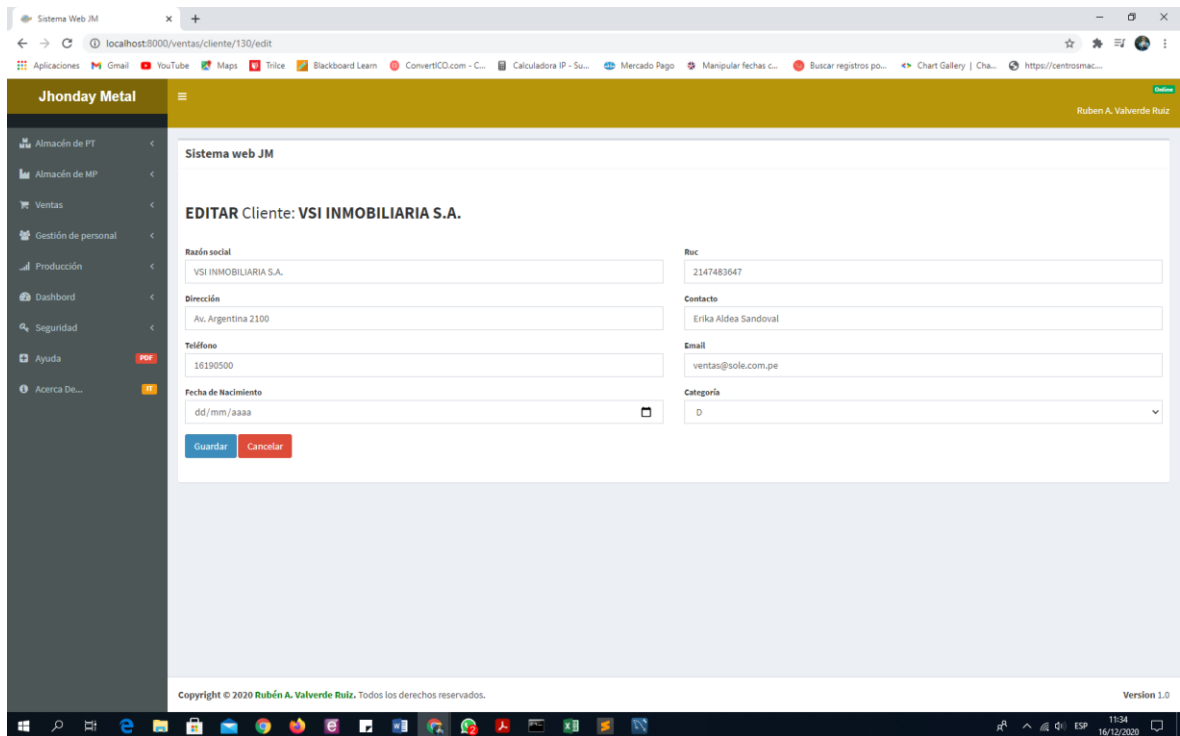 Sistema Web JM
localhost:8000/ventas/cliente/130/edit
Aplicaciones Gmail YouTube Maps Trilce Blackboard Learn ConvertICO.com - C... Calculadora IP - Su... Mercado Pago Manipular fechas c... Buscar registros po... Chart Gallery | Cha... https://centrosmac....
Jhonday Metal
Online
Ruben A. Valverde Ruiz
Almacén de PT
Almacén de MP
Ventas
Gestión de personal
Producción
Dashbord
Seguridad
Ayuda PDF
Acerca De... IT
Sistema web JM
EDITAR Cliente: VSI INMOBILIARIA S.A.
Razón social
VSI INMOBILIARIA S.A.
Ruc
2147483647
Dirección
Av. Argentina 2100
Contacto
Erika Aldea Sandoval
Teléfono
16190500
Email
ventas@sole.com.pe
Fecha de Nacimiento
dd/mm/aaaa
Categoría
D
Guardar Cancelar
Copyright © 2020 Rubén A. Valverde Ruiz. Todos los derechos reservados.
Version 1.0
ESP
11:34
16/12/2020